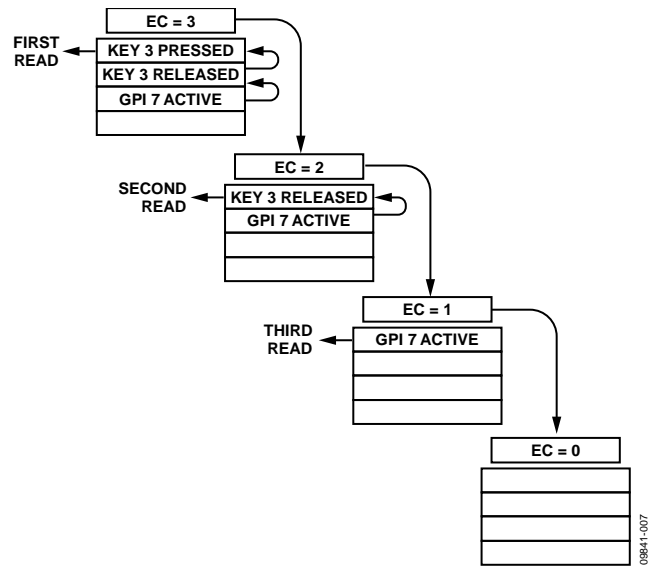 EC = 3
FIRST
READ
KEY 3 PRESSED
KEY 3 RELEASED
GPI 7 ACTIVE
EC = 2
SECOND
READ
KEY 3 RELEASED
GPI 7 ACTIVE
EC = 1
THIRD
READ
GPI 7 ACTIVE
EC = 0
09841-007